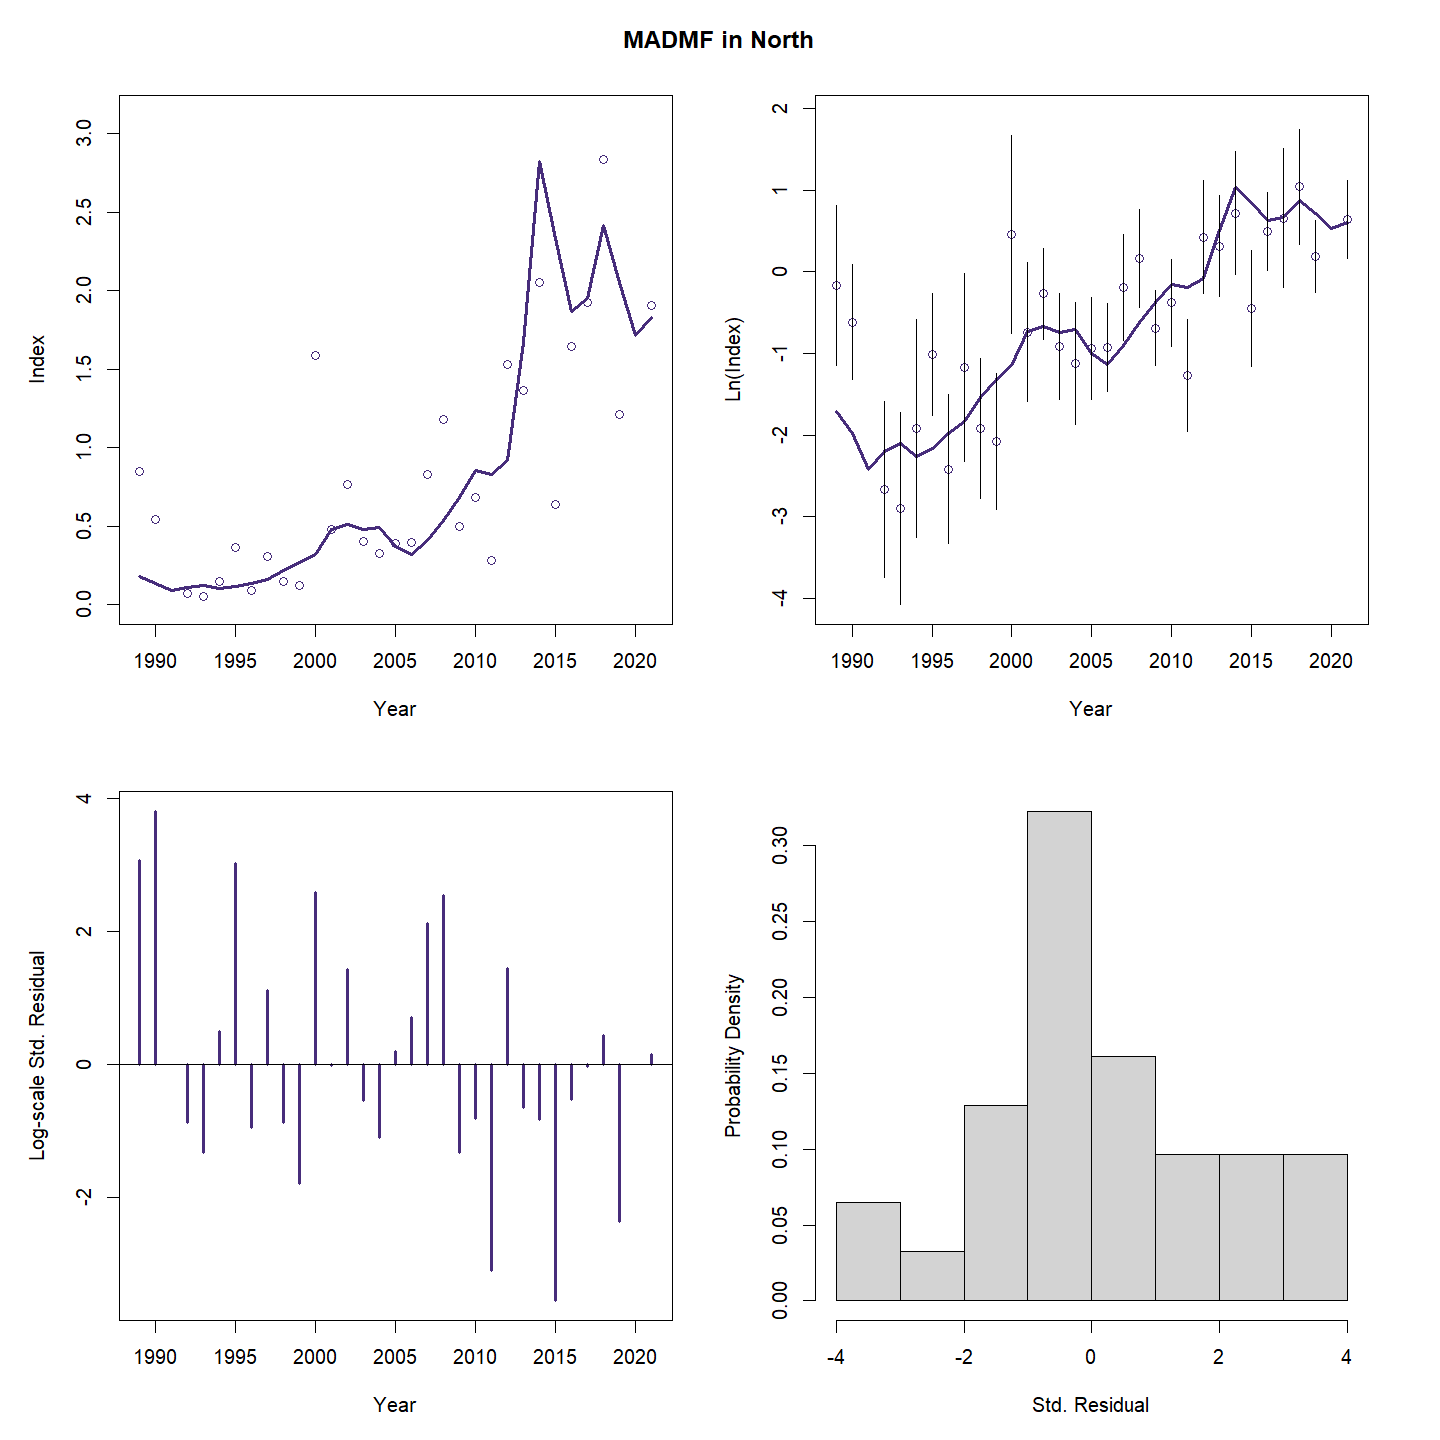 MADMF in North
Index
0.0 0.5 1.0 1.5 2.0 2.5 3.0
1990 1995 2000 2005 2010 2015 2020
Year
Ln(Index)
-4 -3 -2 -1 0 1 2
1990 1995 2000 2005 2010 2015 2020
Year
Log-scale Std. Residual
-2 0 2 4
1990 1995 2000 2005 2010 2015 2020
Year
Probability Density
0.00 0.05 0.10 0.15 0.20 0.25 0.30
-4 -2 0 2 4
Std. Residual